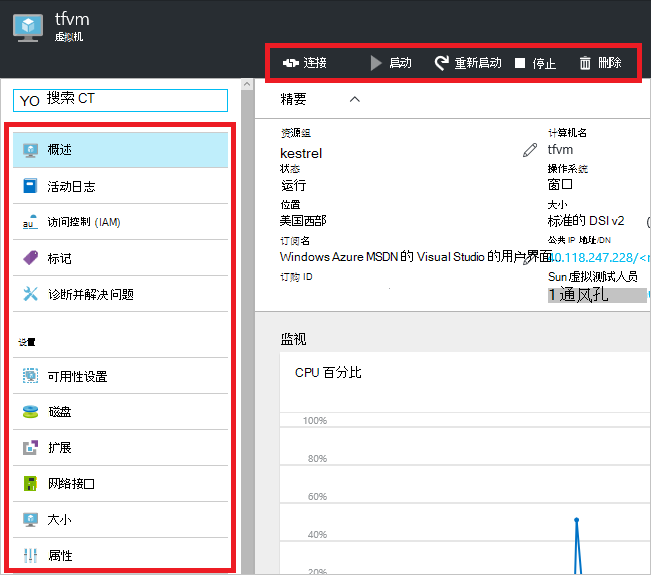 tfvm
虚拟机
连接 启动 重新启动 停止 删除
YO 搜索 CT
概述
活动日志
au 访问控制 (IAM)
标记
诊断并解决问题
设置
可用性设置
磁盘
扩展
网络接口
大小
属性
精要
资源组
kestrel
状态
运行
位置
美国西部
订阅名
Windows Azure MSDN 的 Visual Studio 的用户界面
订购 ID
计算机名
tfvm
操作系统
窗口
大小
标准的 DSI v2
公共 IP 地址/DN
40.118.247.228/<n
Sun 虚拟测试人员
1 通风孔
监视
CPU 百分比
100%
80%
60%
40%
20%